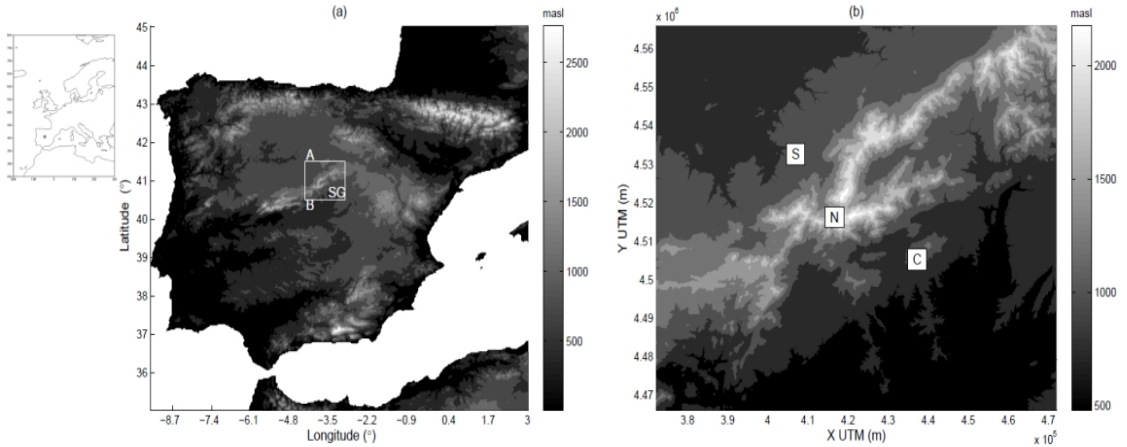 (a)
masl
45
44
43
42
41
40
39
38
37
36
Latitude (°)
A
SG
B
-8.7 -7.4 -6.1 -4.8 -3.5 -2.2 -0.9 0.4 1.7 3
Longitude (°)
2500
2000
1500
1000
500
(b)
x 10⁶
masl
4.56
4.55
4.54
4.53
4.52
4.51
4.5
4.49
4.48
4.47
Y UTM (m)
S
N
C
3.8 3.9 4 4.1 4.2 4.3 4.4 4.5 4.6 4.7
X UTM (m)
x 10⁵
2000
1500
1000
500